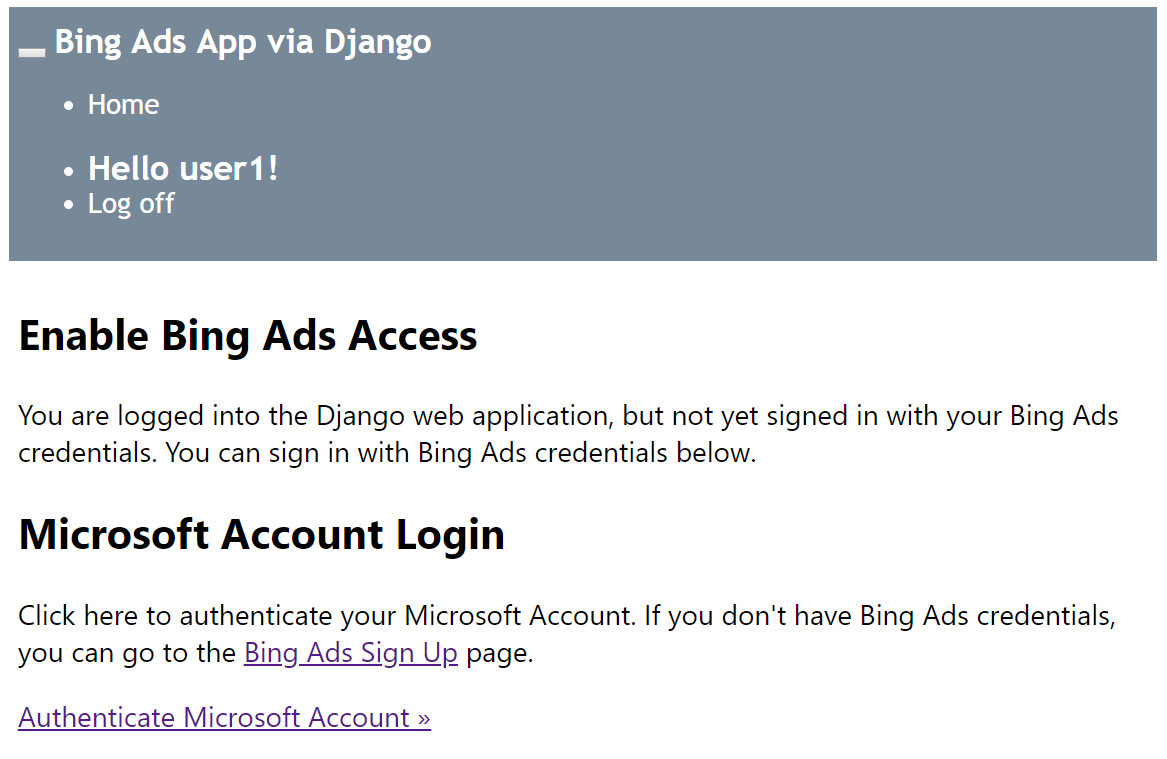 Bing Ads App via Django
Home
Hello user1!
Log off
Enable Bing Ads Access
You are logged into the Django web application, but not yet signed in with your Bing Ads
credentials. You can sign in with Bing Ads credentials below.
Microsoft Account Login
Click here to authenticate your Microsoft Account. If you don't have Bing Ads credentials,
you can go to the Bing Ads Sign Up page.
Authenticate Microsoft Account »